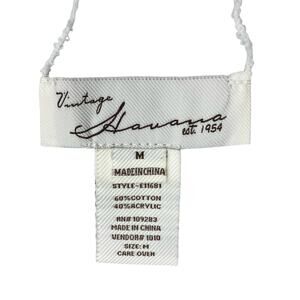 Vintage
Havana
est. 1954
M
MADE IN CHINA
STYLE-E11681
60% COTTON
40% ACRYLIC
RN# 109283
MADE IN CHINA
VENDOR# 1010
SIZE: M
CARE OVER